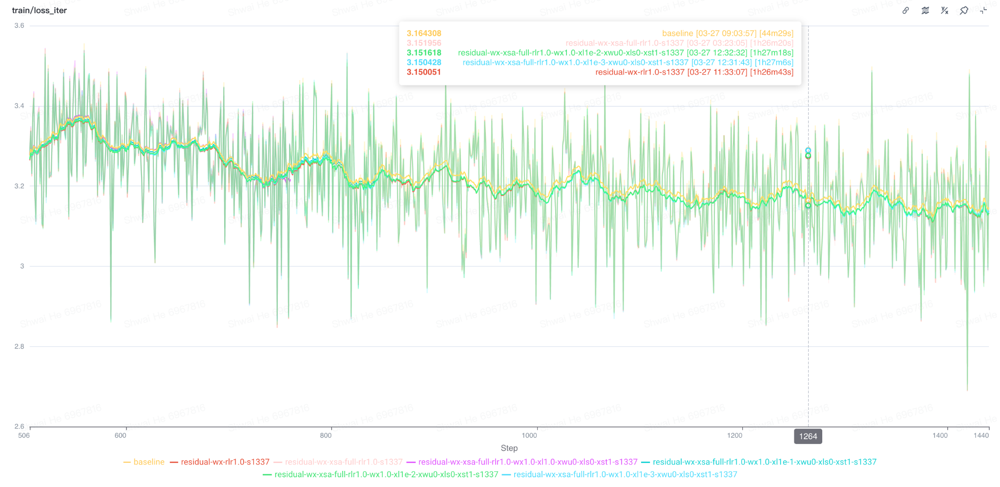 train/loss_iter
3.6
3.164308 baseline [03-27 09:03:57] [44m29s]
3.151956 residual-wx-xsa-full-rlr1.0-s1337 [03-27 03:23:05] [1h26m20s]
3.151618 residual-wx-xsa-full-rlr1.0-wx1.0-xl1e-2-xwu0-xls0-xst1-s1337 [03-27 12:32:32] [1h27m18s]
3.150428 residual-wx-xsa-full-rlr1.0-wx1.0-xl1e-3-xwu0-xls0-xst1-s1337 [03-27 12:31:43] [1h27m6s]
3.150051 residual-wx-rlr1.0-s1337 [03-27 11:33:07] [1h26m43s]
3.4
3.2
3
2.8
2.6
506 600 800 1000 1200 1264 1400 1440
Step
baseline residual-wx-rlr1.0-s1337 residual-wx-xsa-full-rlr1.0-s1337 residual-wx-xsa-full-rlr1.0-wx1.0-xl1.0-xwu0-xls0-xst1-s1337 residual-wx-xsa-full-rlr1.0-wx1.0-xl1e-1-xwu0-xls0-xst1-s1337
residual-wx-xsa-full-rlr1.0-wx1.0-xl1e-2-xwu0-xls0-xst1-s1337 residual-wx-xsa-full-rlr1.0-wx1.0-xl1e-3-xwu0-xls0-xst1-s1337
Shwai He 6967816